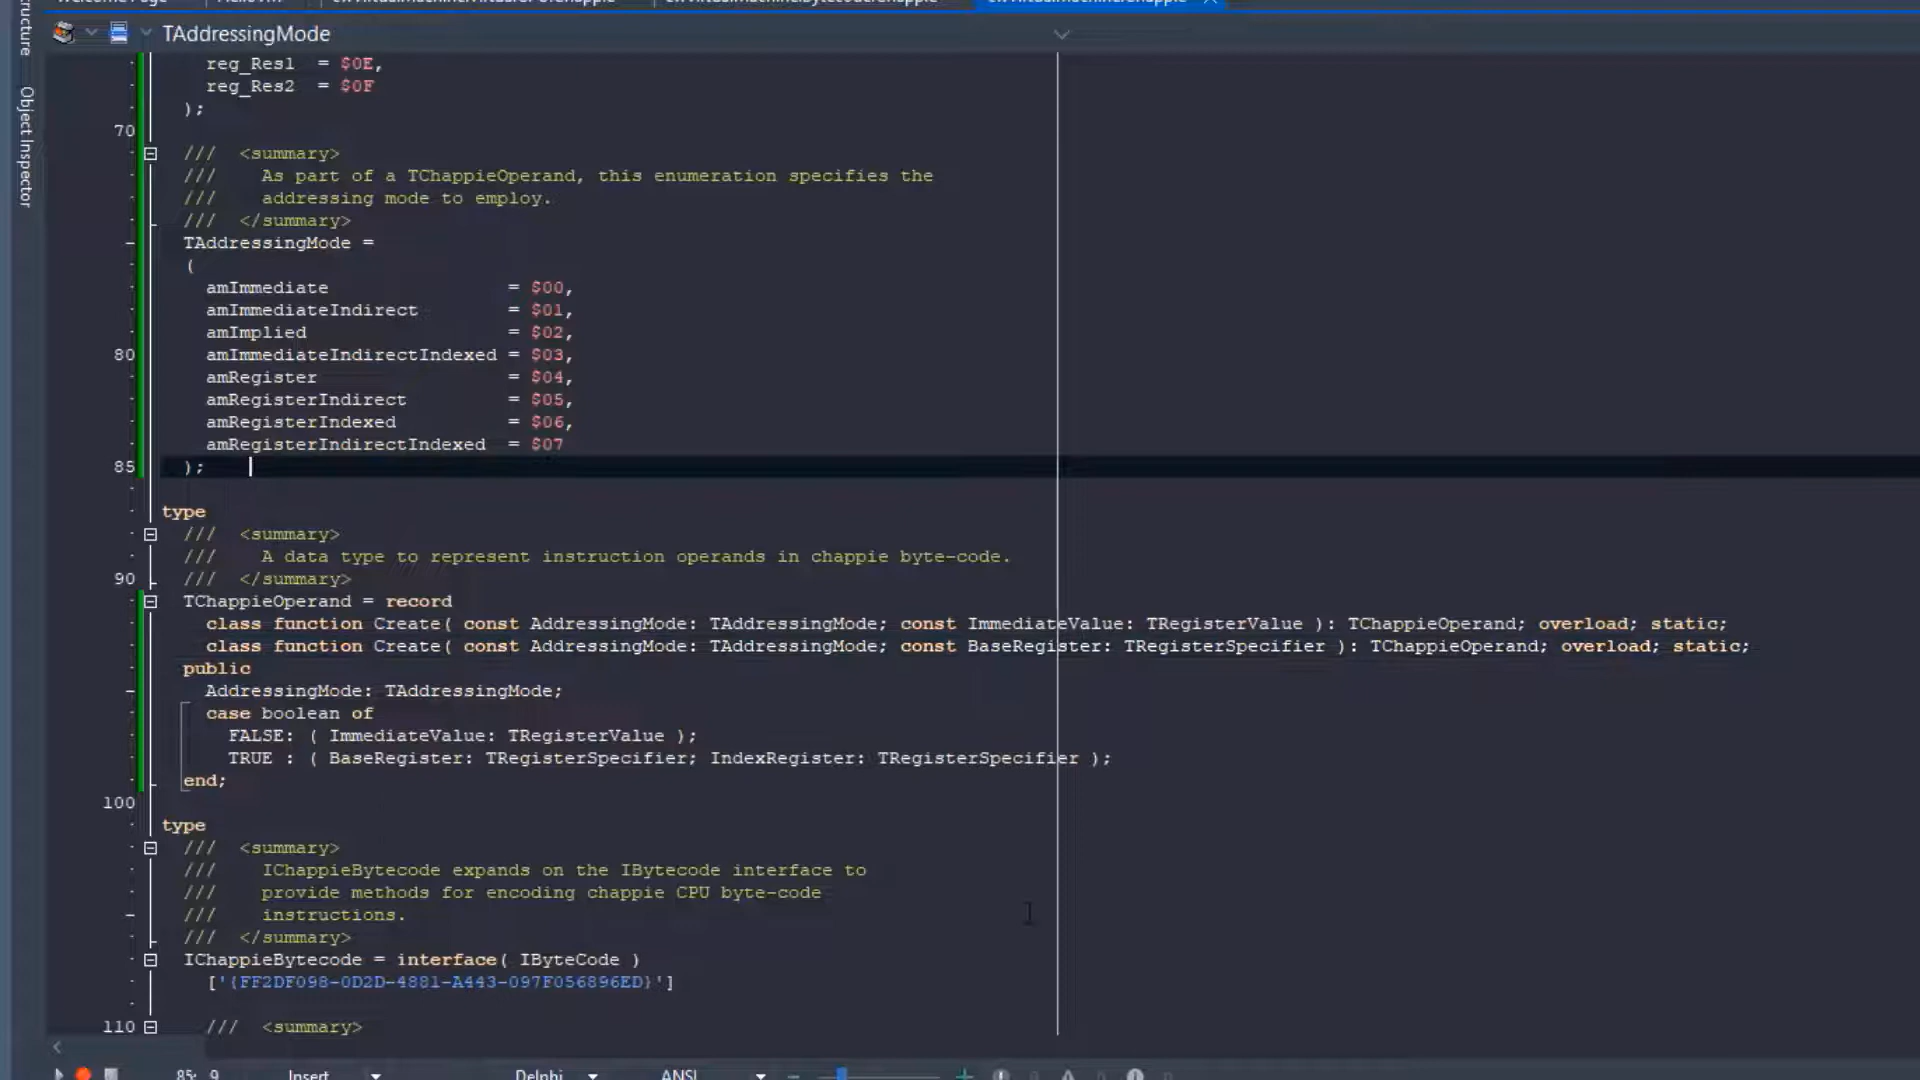 TAddressingMode
Structure
Object Inspector
reg_Res1 = $0E,
reg_Res2 = $0F
);
70
/// <summary>
/// As part of a TChappieOperand, this enumeration specifies the
/// addressing mode to employ.
/// </summary>
TAddressingMode =
(
amImmediate = $00,
amImmediateIndirect = $01,
amImplied = $02,
80 amImmediateIndirectIndexed = $03,
amRegister = $04,
amRegisterIndirect = $05,
amRegisterIndexed = $06,
amRegisterIndirectIndexed = $07
85 );
type
/// <summary>
/// A data type to represent instruction operands in chappie byte-code.
90 /// </summary>
TChappieOperand = record
class function Create( const AddressingMode: TAddressingMode; const ImmediateValue: TRegisterValue ): TChappieOperand; overload; static;
class function Create( const AddressingMode: TAddressingMode; const BaseRegister: TRegisterSpecifier ): TChappieOperand; overload; static;
public
AddressingMode: TAddressingMode;
case boolean of
FALSE: ( ImmediateValue: TRegisterValue );
TRUE : ( BaseRegister: TRegisterSpecifier; IndexRegister: TRegisterSpecifier );
end;
100
type
/// <summary>
/// IChappieBytecode expands on the IBytecode interface to
/// provide methods for encoding chappie CPU byte-code
/// instructions.
/// </summary>
IChappieBytecode = interface( IByteCode )
['{FF2DF098-0D2D-4881-A443-097F056896ED}']
110 /// <summary>
85: 9 Insert Delphi ANSI